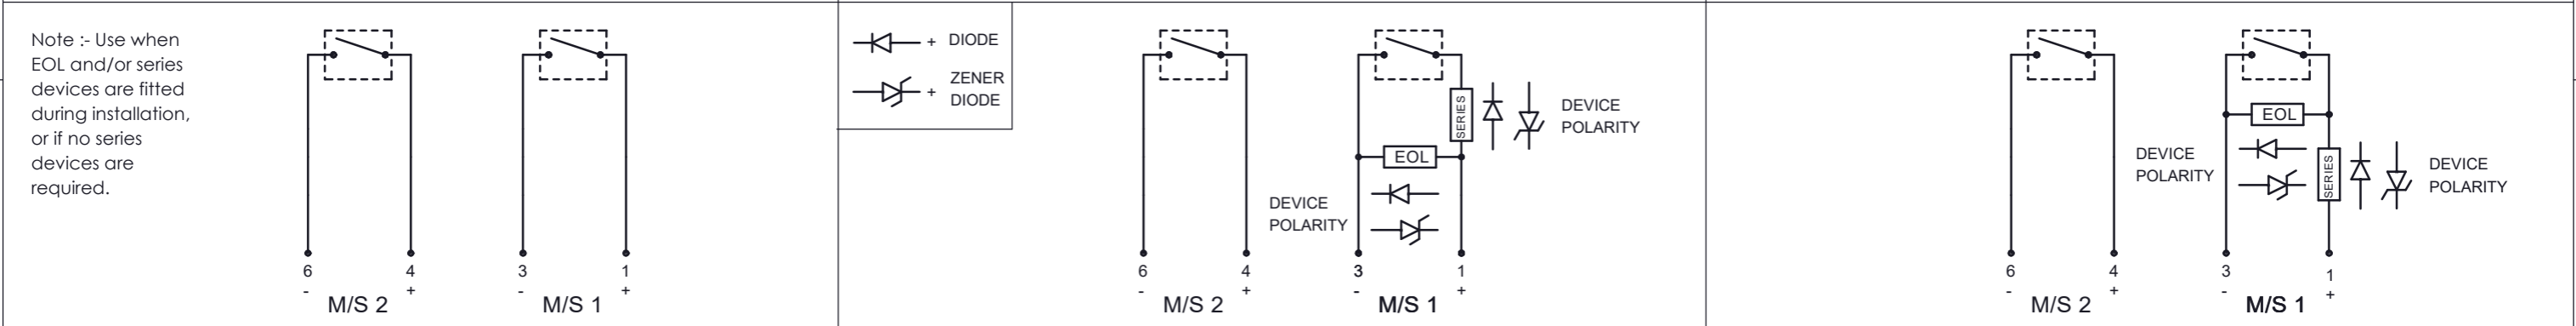 Note :- Use when
EOL and/or series
devices are fitted
during installation,
or if no series
devices are
required.
6
4
-
+
M/S 2
3
1
-
+
M/S 1
+ DIODE
+ ZENER
DIODE
6
4
-
+
M/S 2
SERIES
DEVICE
POLARITY
EOL
DEVICE
POLARITY
3
1
-
+
M/S 1
6
4
-
+
M/S 2
EOL
DEVICE
POLARITY
SERIES
DEVICE
POLARITY
3
1
-
+
M/S 1